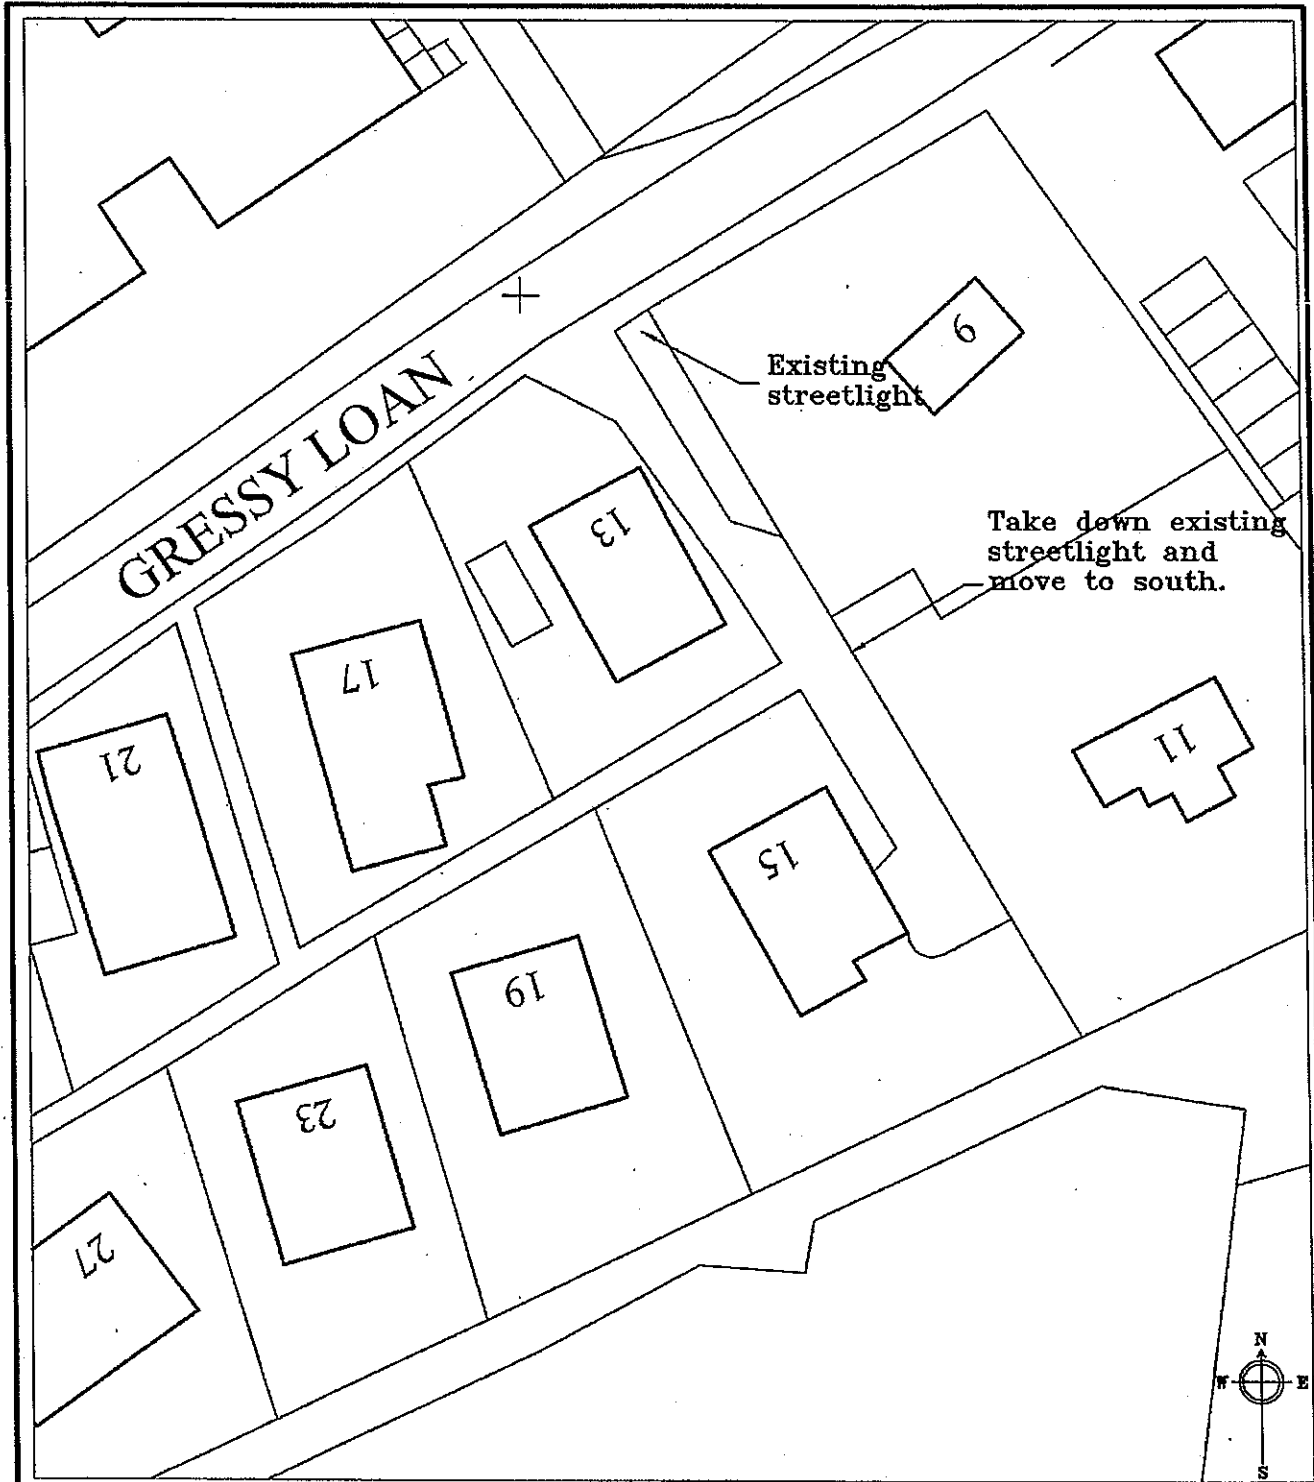 Existing
streetlight
9
GRESSY LOAN
13
Take down existing
streetlight and
move to south.
17
21
11
15
19
23
27
N
W E
S